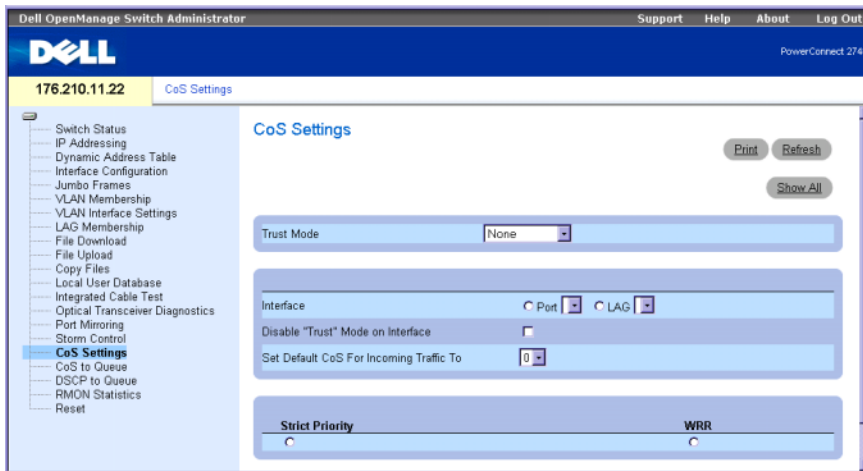 Dell OpenManage Switch Administrator
Support Help About Log Out
DELL
PowerConnect 274
176.210.11.22
CoS Settings
Switch Status
IP Addressing
Dynamic Address Table
Interface Configuration
Jumbo Frames
VLAN Membership
VLAN Interface Settings
LAG Membership
File Download
File Upload
Copy Files
Local User Database
Integrated Cable Test
Optical Transceiver Diagnostics
Port Mirroring
Storm Control
CoS Settings
CoS to Queue
DSCP to Queue
RMON Statistics
Reset
CoS Settings
Print Refresh
Show All
Trust Mode None
Interface Port LAG
Disable "Trust" Mode on Interface
Set Default CoS For Incoming Traffic To 0
Strict Priority WRR